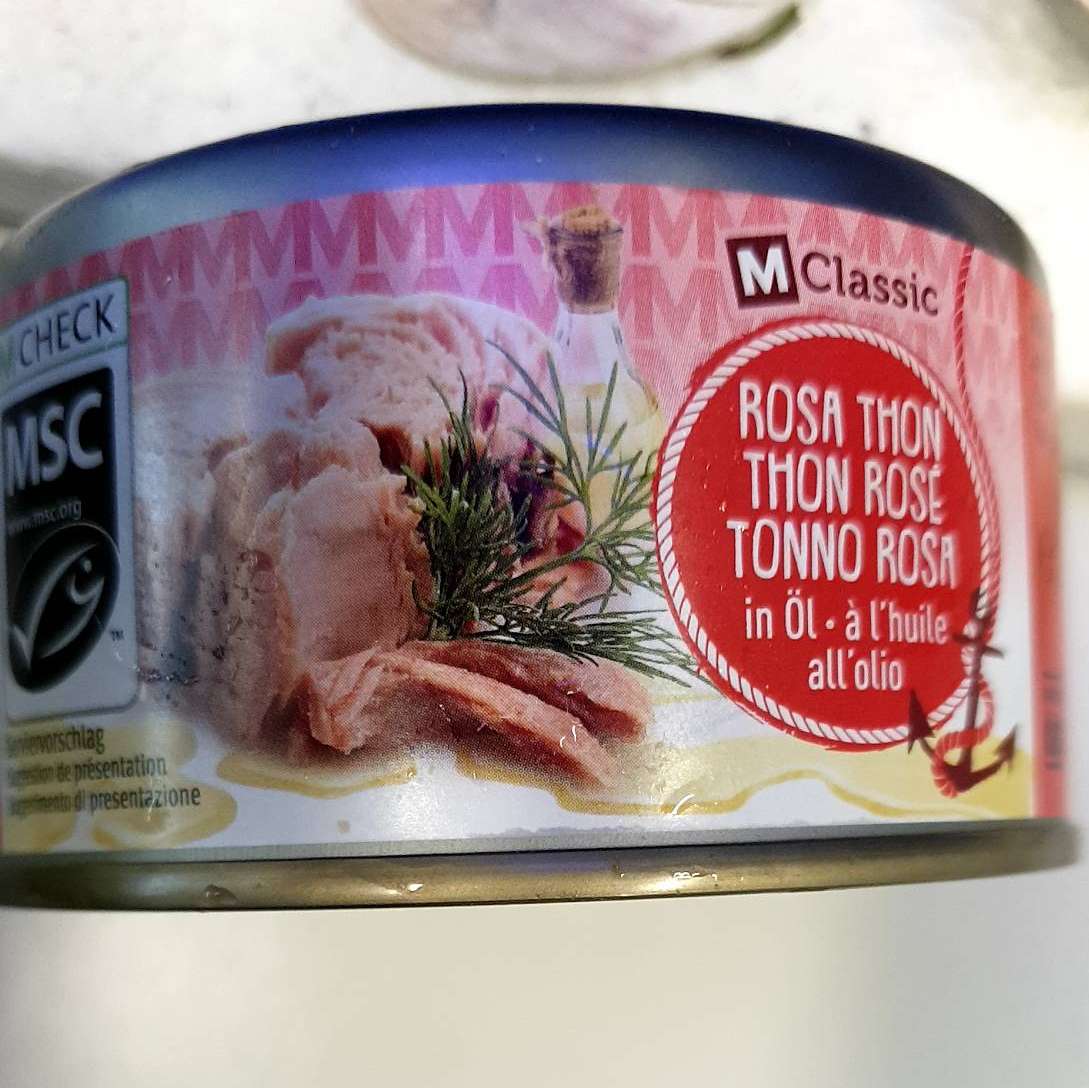 M Classic
ROSA THON
THON ROSÉ
TONNO ROSA
in Öl · à l'huile
all'olio
CHECK
MSC
www.msc.org
TM
Serviervorschlag
Suggestion de présentation
Suggerimento di presentazione